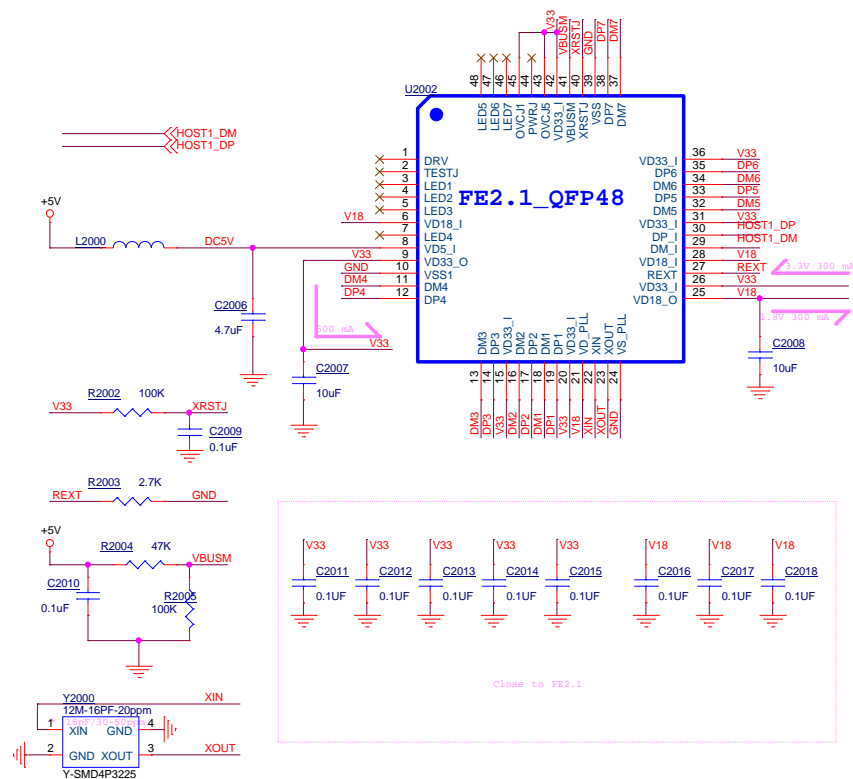 V33
VBUSM
XRSTJ
GND
DP7
DM7
48
47
46
45
44
43
42
41
40
39
38
37
U2002
LED5
LED6
LED7
OVCJ1
PWRJ
OVCJ5
VD33_I
VBUSM
XRSTJ
VSS
DP7
DM7
FE2.1_QFP48
HOST1_DM
HOST1_DP
1 DRV
2 TESTJ
3 LED1
4 LED2
5 LED3
V18 6 VD18_I
7 LED4
8 VD5_I
V33 9 VD33_O
GND 10 VSS1
DM4 11 DM4
DP4 12 DP4
VD33_I 36 V33
DP6 35 DP6
DM6 34 DM6
DP5 33 DP5
DM5 32 DM5
VD33_I 31 V33
DP_I 30 HOST1_DP
DM_I 29 HOST1_DM
VD18_I 28 V18
REXT 27 REXT
VD33_I 26 V33
VD18_O 25 V18
3.3V 300 mA
1.8V 300 mA
+5V
L2000
DC5V
C2006
4.7uF
V33
C2007
10uF
C2008
10uF
DM3
DP3
VD33_I
DM2
DP2
DM1
DP1
VD33_I
VD_PLL
XIN
XOUT
VS_PLL
13
14
15
16
17
18
19
20
21
22
23
24
DM3
DP3
V33
DM2
DP2
DM1
DP1
V33
V18
XIN
XOUT
GND
R2002 100K
V33 XRSTJ
C2009
0.1uF
R2003 2.7K
REXT GND
+5V
R2004 47K
VBUSM
C2010
0.1uF
R2005
100K
V33 V33 V33 V33 V33 V18 V18 V18
C2011 C2012 C2013 C2014 C2015 C2016 C2017 C2018
0.1UF 0.1UF 0.1UF 0.1UF 0.1UF 0.1UF 0.1UF 0.1UF
Close to FE2.1
Y2000 XIN
12M-16PF-20ppm
16pF/30-50ppm
1 XIN GND 4
2 GND XOUT 3 XOUT
Y-SMD4P3225